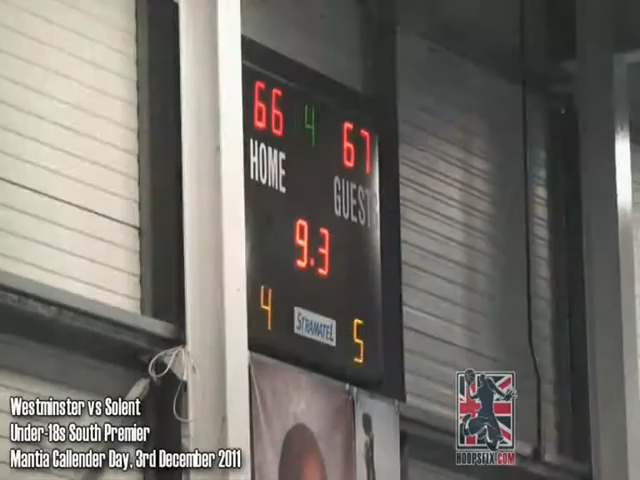 66 4 67
HOME GUEST
9.3
4 STRAMATEL 5
Westminster vs Solent
Under-18s South Premier
Mantia Callender Day, 3rd December 2011
HOOPSFIX.COM